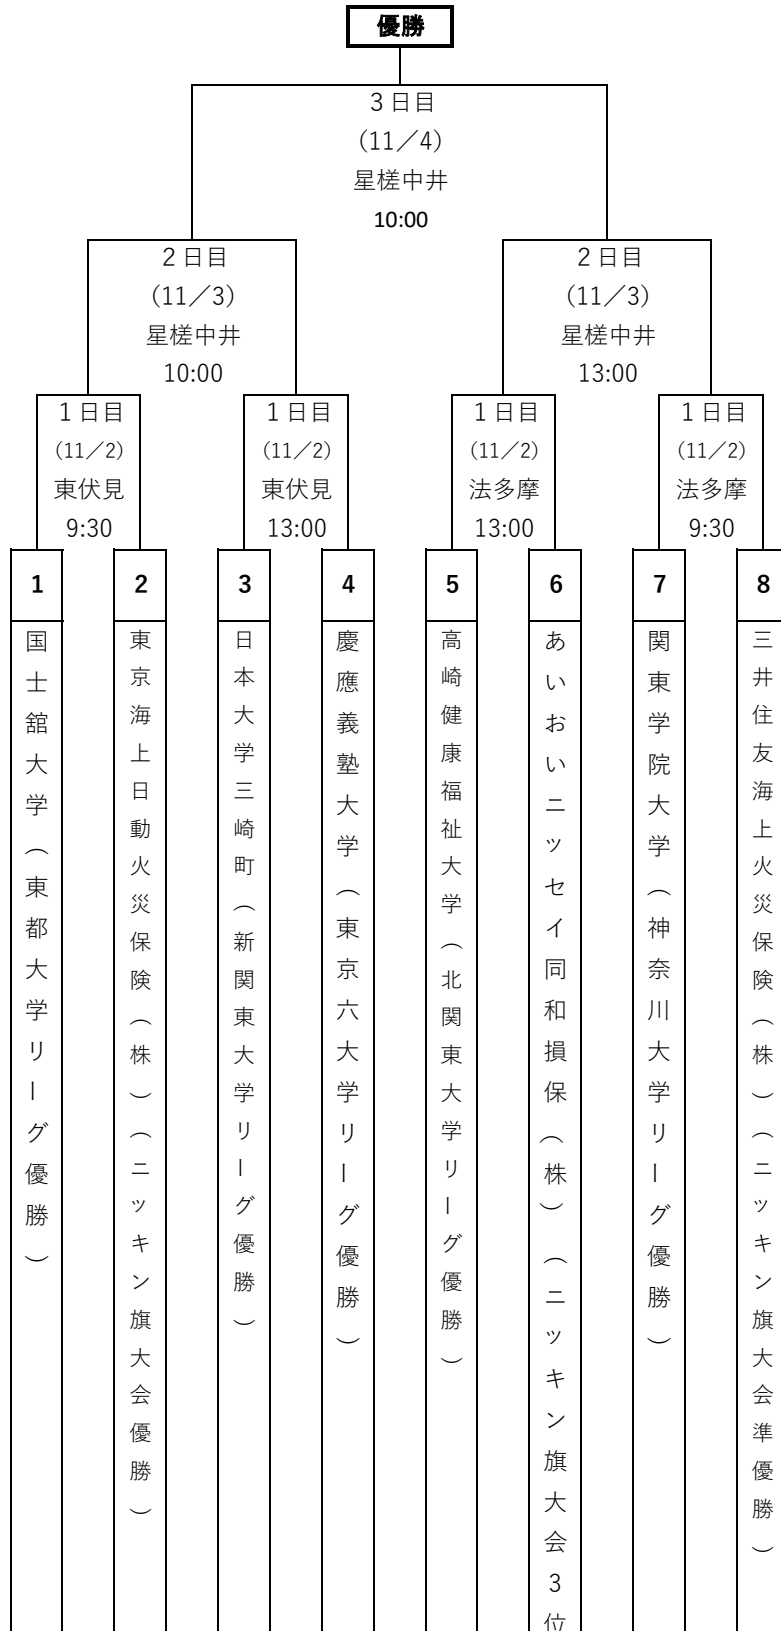 優勝
3日目
(11／4)
星槎中井
10:00
2日目
(11／3)
星槎中井
10:00
2日目
(11／3)
星槎中井
13:00
1日目
(11／2)
東伏見
9:30
1日目
(11／2)
東伏見
13:00
1日目
(11／2)
法多摩
13:00
1日目
(11／2)
法多摩
9:30
1
2
3
4
5
6
7
8
国士舘大学（東都大学リーグ優勝）
東京海上日動火災保険（株）（ニッキン旗大会優勝）
日本大学三崎町（新関東大学リーグ優勝）
慶應義塾大学（東京六大学リーグ優勝）
高崎健康福祉大学（北関東大学リーグ優勝）
あいおいニッセイ同和損保（株）（ニッキン旗大会3位
関東学院大学（神奈川大学リーグ優勝）
三井住友海上火災保険（株）（ニッキン旗大会準優勝）